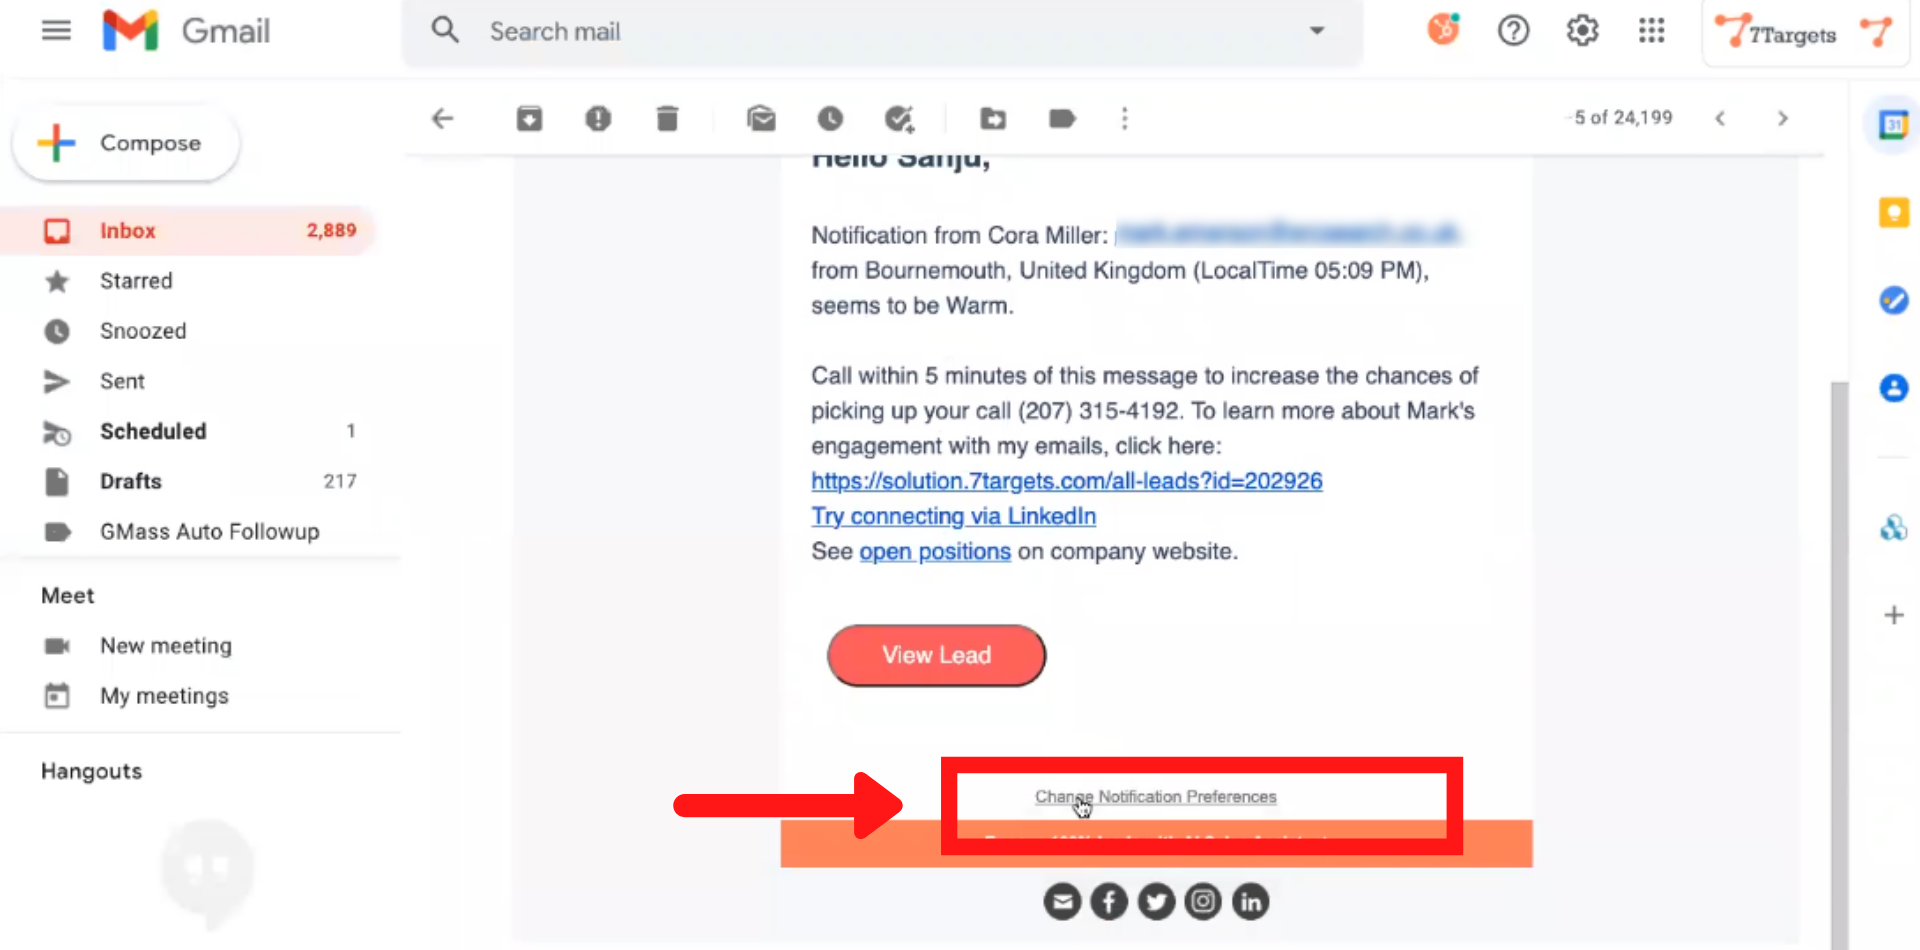 Gmail
Search mail
7Targets
Compose
-5 of 24,199
Inbox 2,889
Starred
Snoozed
Sent
Scheduled 1
Drafts 217
GMass Auto Followup
Meet
New meeting
My meetings
Hangouts
31
Hello Sanju,
Notification from Cora Miller:
from Bournemouth, United Kingdom (LocalTime 05:09 PM),
seems to be Warm.
Call within 5 minutes of this message to increase the chances of
picking up your call (207) 315-4192. To learn more about Mark's
engagement with my emails, click here:
https://solution.7targets.com/all-leads?id=202926
Try connecting via LinkedIn
See open positions on company website.
View Lead
Change Notification Preferences